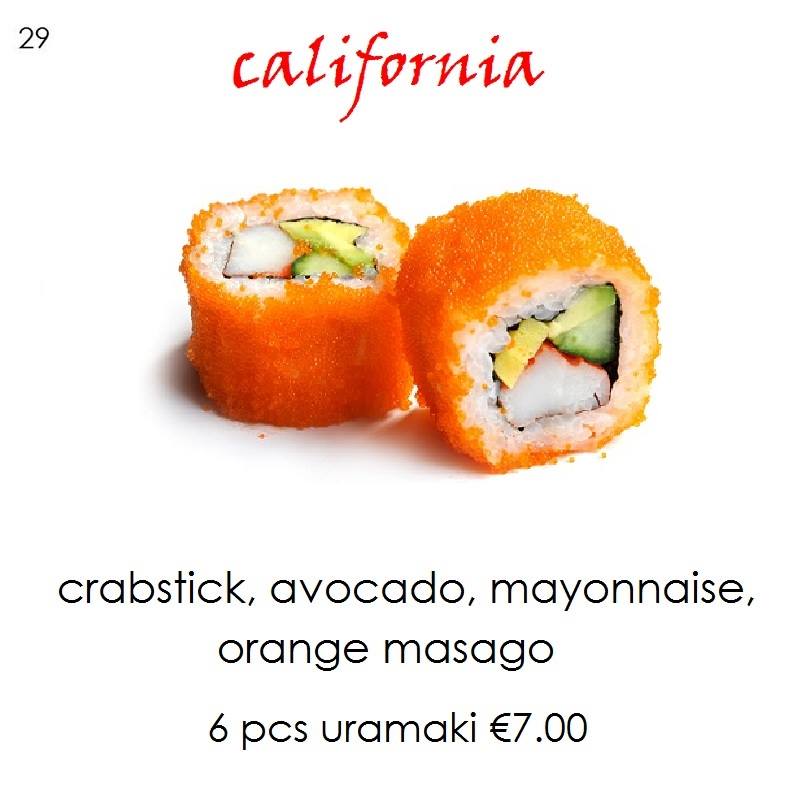 29
california
crabstick, avocado, mayonnaise,
orange masago
6 pcs uramaki €7.00